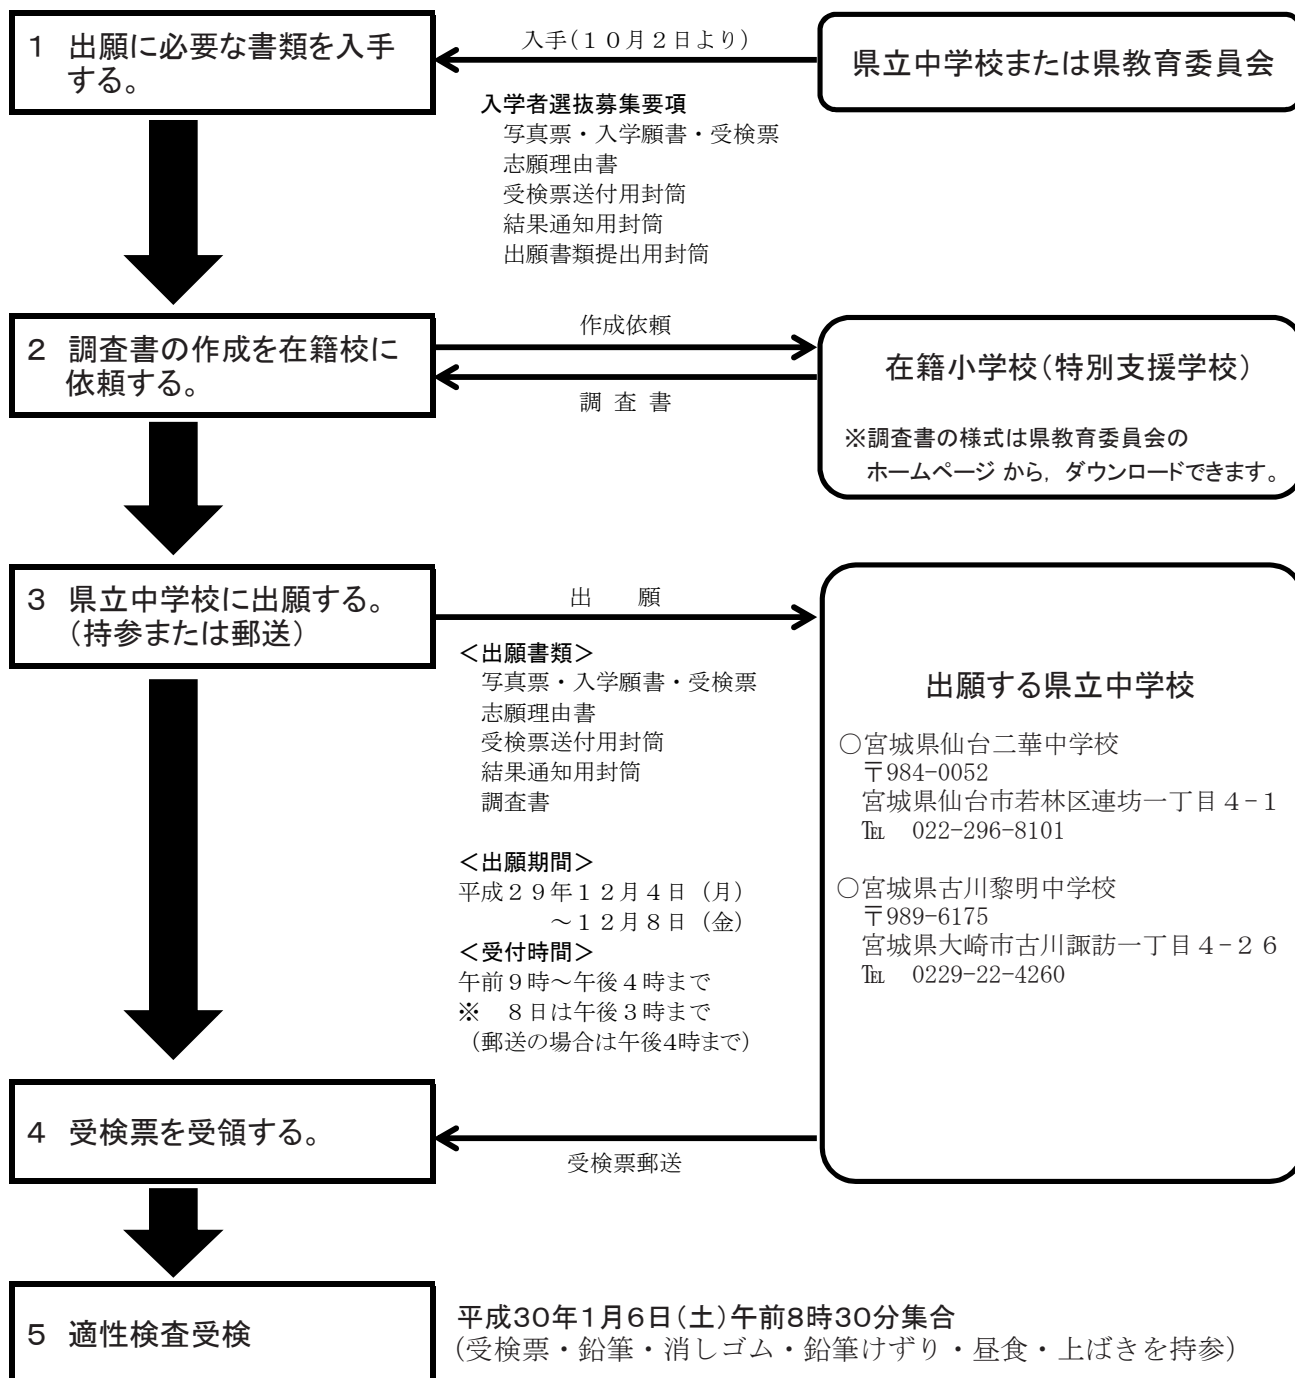 1 出願に必要な書類を入手
する。
入手(１０月２日より)
県立中学校または県教育委員会
入学者選抜募集要項
写真票・入学願書・受検票
志願理由書
受検票送付用封筒
結果通知用封筒
出願書類提出用封筒
2 調査書の作成を在籍校に
依頼する。
作成依頼
調 査 書
在籍小学校(特別支援学校)
※調査書の様式は県教育委員会の
ホームページ から， ダウンロードできます。
3 県立中学校に出願する。
(持参または郵送)
出　　願
＜出願書類＞
写真票・入学願書・受検票
志願理由書
受検票送付用封筒
結果通知用封筒
調査書
＜出願期間＞
平成２９年１２月４日（月）
～１２月８日（金）
＜受付時間＞
午前９時～午後４時まで
※　８日は午後３時まで
(郵送の場合は午後4時まで)
出願する県立中学校
○宮城県仙台二華中学校
〒984-0052
宮城県仙台市若林区連坊一丁目４-１
℡　022-296-8101
○宮城県古川黎明中学校
〒989-6175
宮城県大崎市古川諏訪一丁目４-２６
℡　0229-22-4260
4 受検票を受領する。
受検票郵送
5 適性検査受検
平成30年1月6日(土)午前8時30分集合
(受検票・鉛筆・消しゴム・鉛筆けずり・昼食・上ばきを持参)